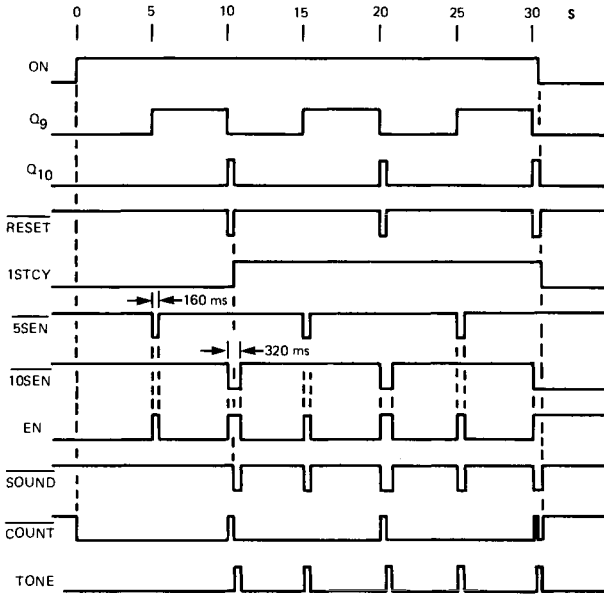 0 5 10 15 20 25 30 S
ON
Q9
Q10
RESET
1STCY
160 ms
5SEN
320 ms
10SEN
EN
SOUND
COUNT
TONE